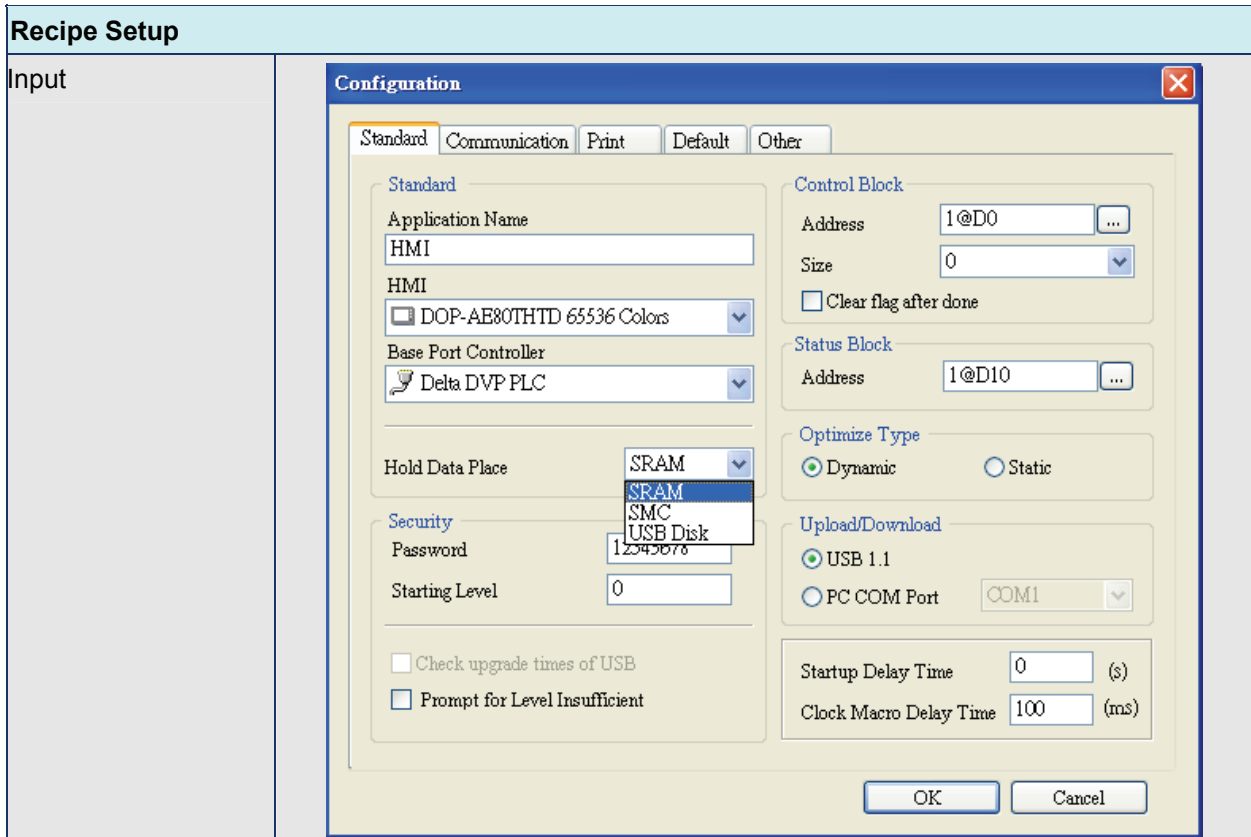 Recipe Setup
Input
Configuration
Standard Communication Print Default Other
Standard
Application Name
HMI
HMI
DOP-AE80THTD 65536 Colors
Base Port Controller
Delta DVP PLC
Hold Data Place SRAM
SRAM
SMC
USB Disk
Security
Password 12345678
Starting Level 0
Check upgrade times of USB
Prompt for Level Insufficient
Control Block
Address 1@D0 ...
Size 0
Clear flag after done
Status Block
Address 1@D10 ...
Optimize Type
Dynamic Static
Upload/Download
USB 1.1
PC COM Port COM1
Startup Delay Time 0 (s)
Clock Macro Delay Time 100 (ms)
OK Cancel